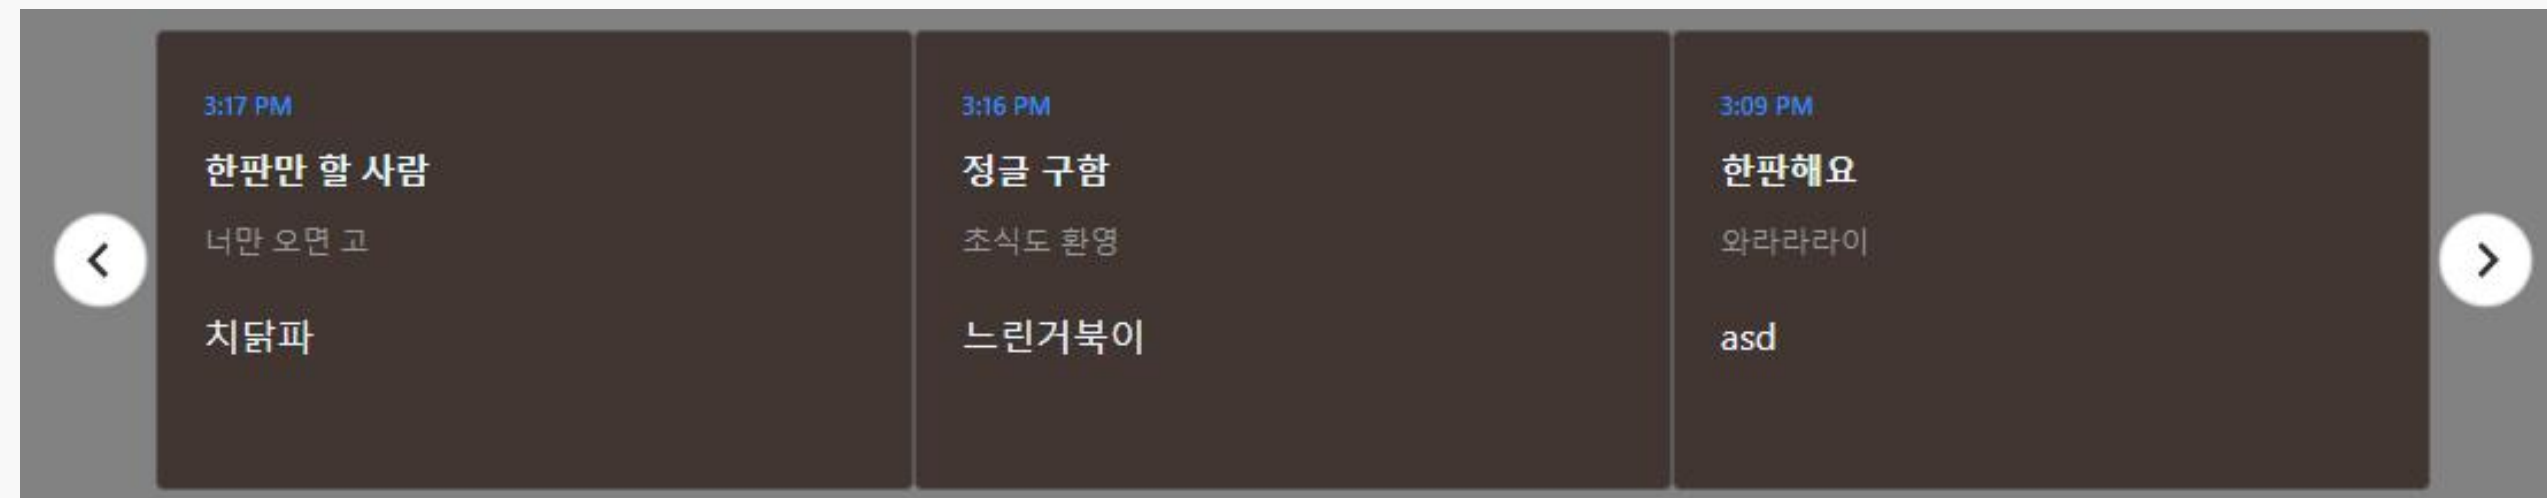 3:17 PM
한판만 할 사람
너만 오면 고
치닭파
3:16 PM
정글 구함
초식도 환영
느린거북이
3:09 PM
한판해요
와라라라이
asd